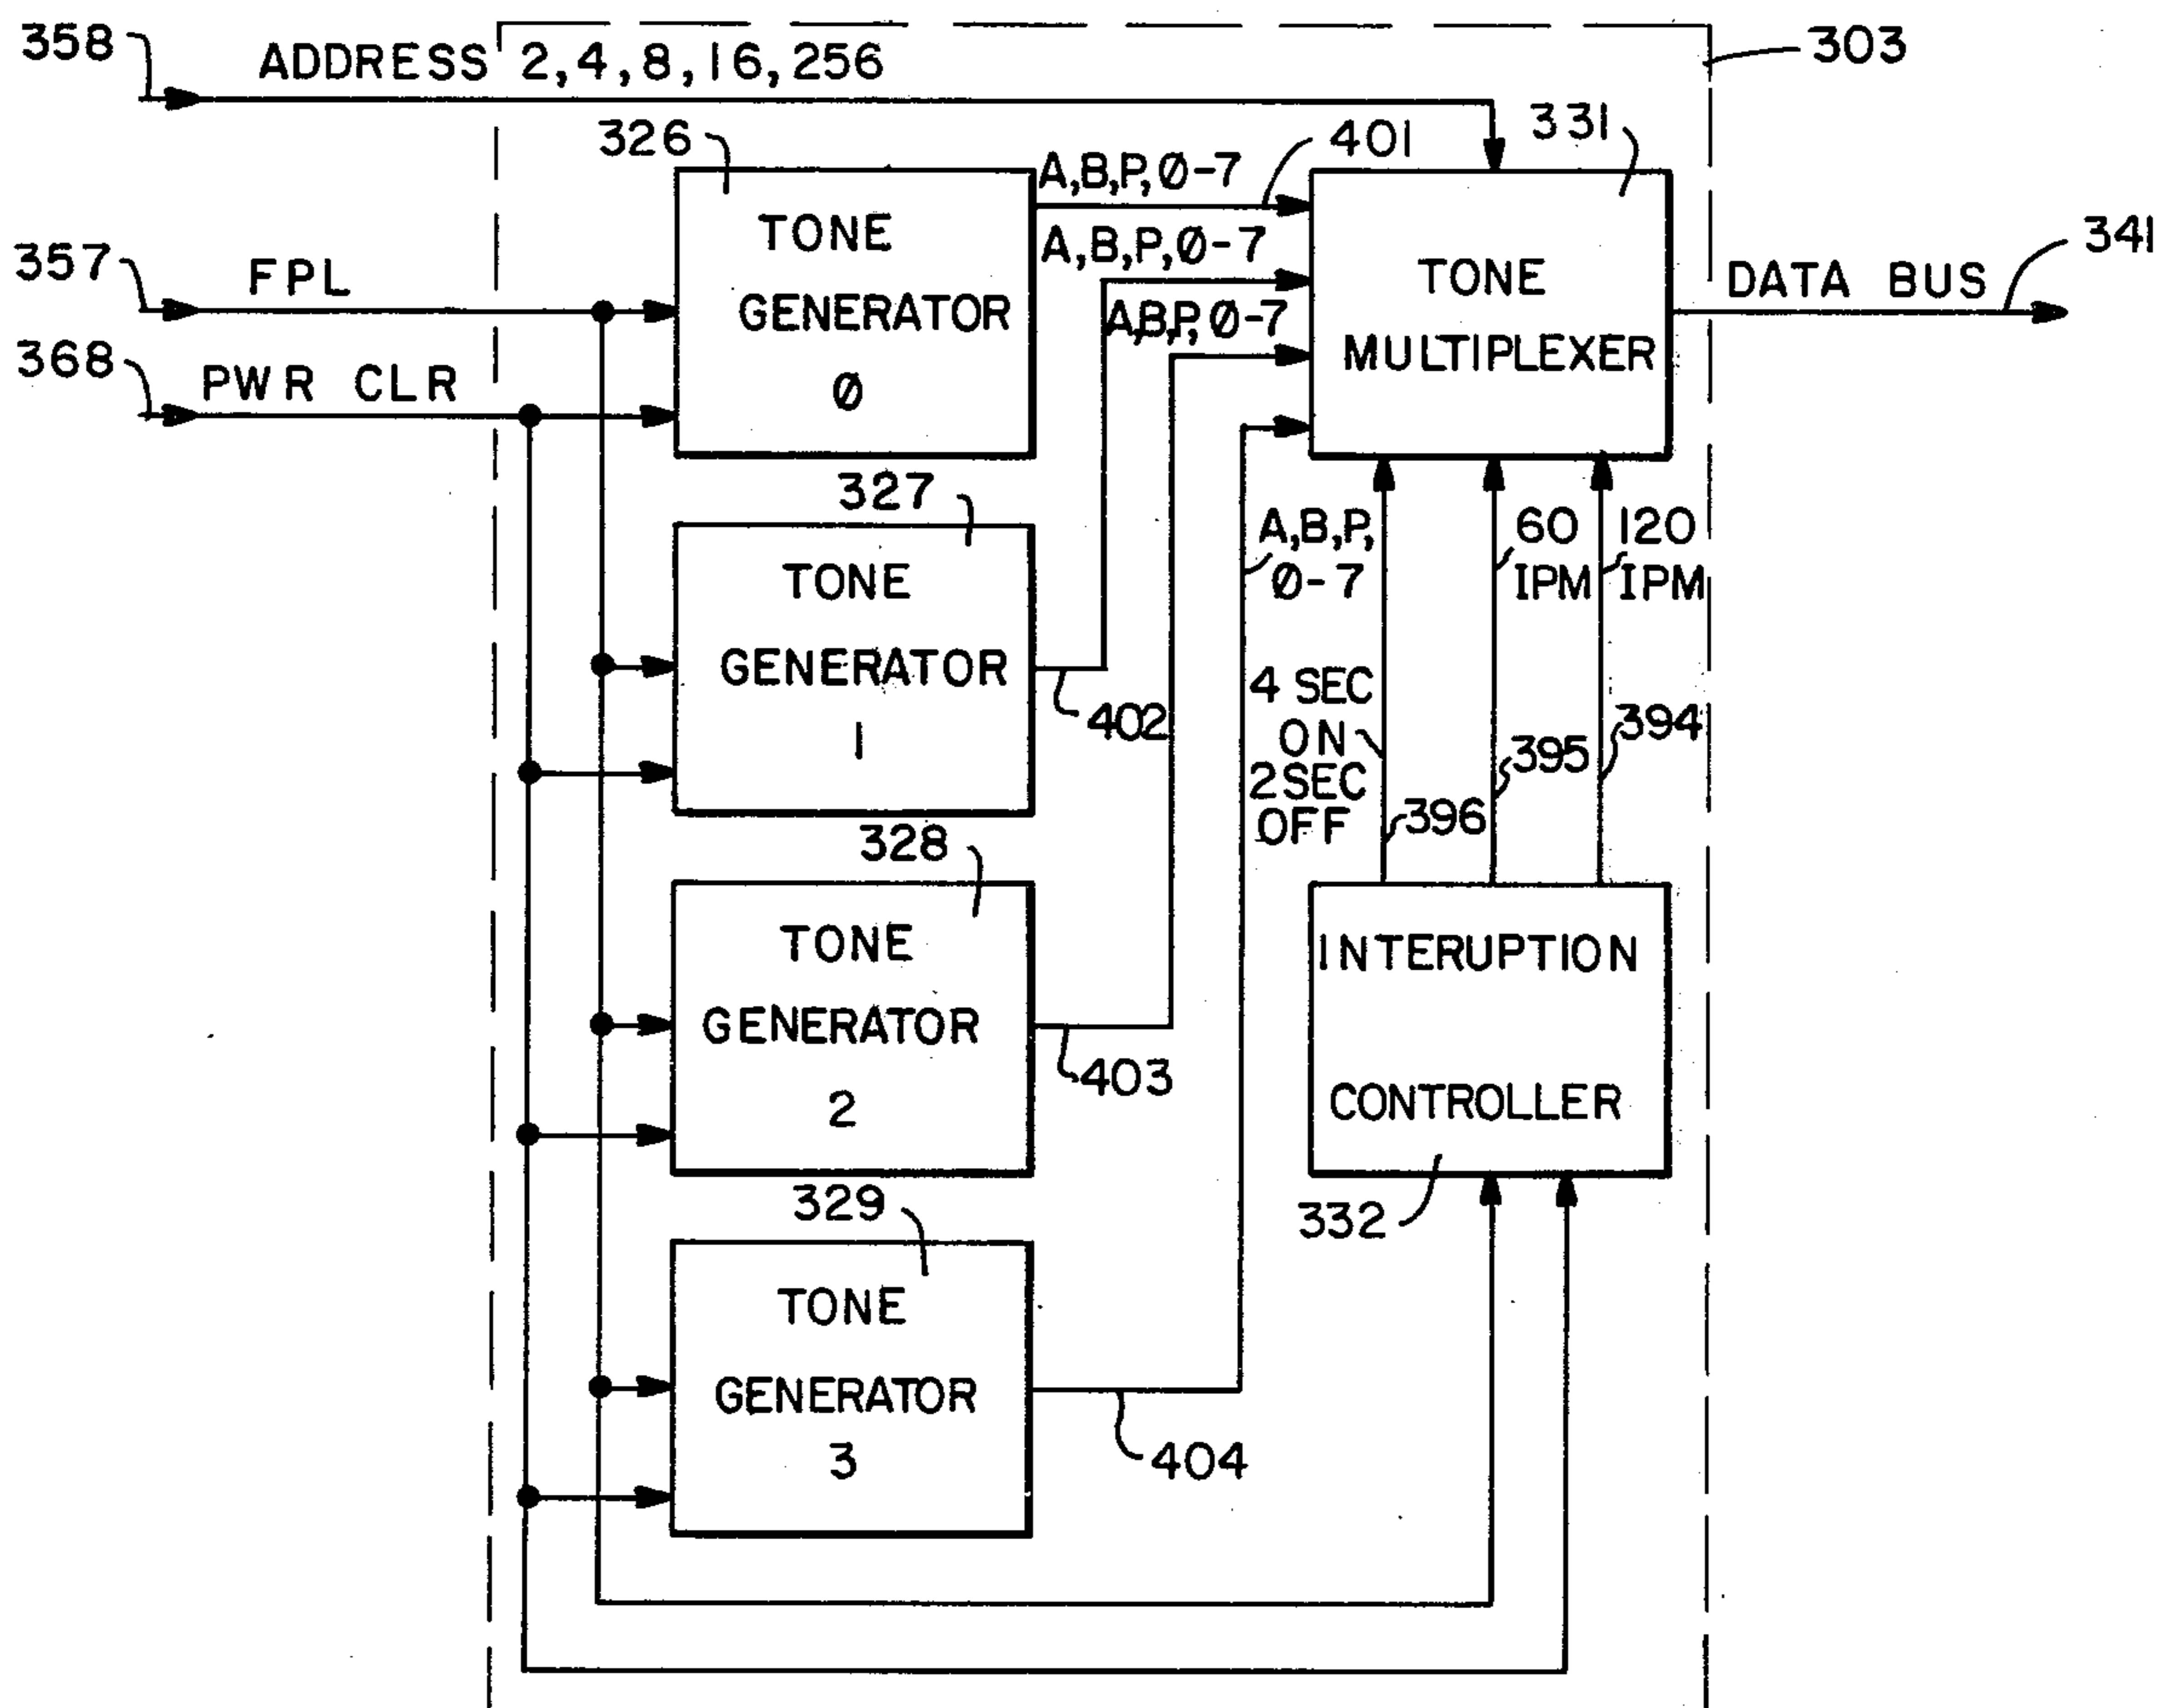 358
ADDRESS 2, 4, 8, 16, 256
303
326
A,B,P,Ø-7
401
331
TONE
GENERATOR
Ø
A,B,P,Ø-7
A,B,P,Ø-7
TONE
MULTIPLEXER
DATA BUS
341
357
FPL
368
PWR CLR
327
TONE
GENERATOR
1
402
A,B,P,
Ø-7
60
IPM
120
IPM
4 SEC
ON
2SEC
OFF
396
395
394
328
TONE
GENERATOR
2
403
INTERUPTION
CONTROLLER
332
329
TONE
GENERATOR
3
404